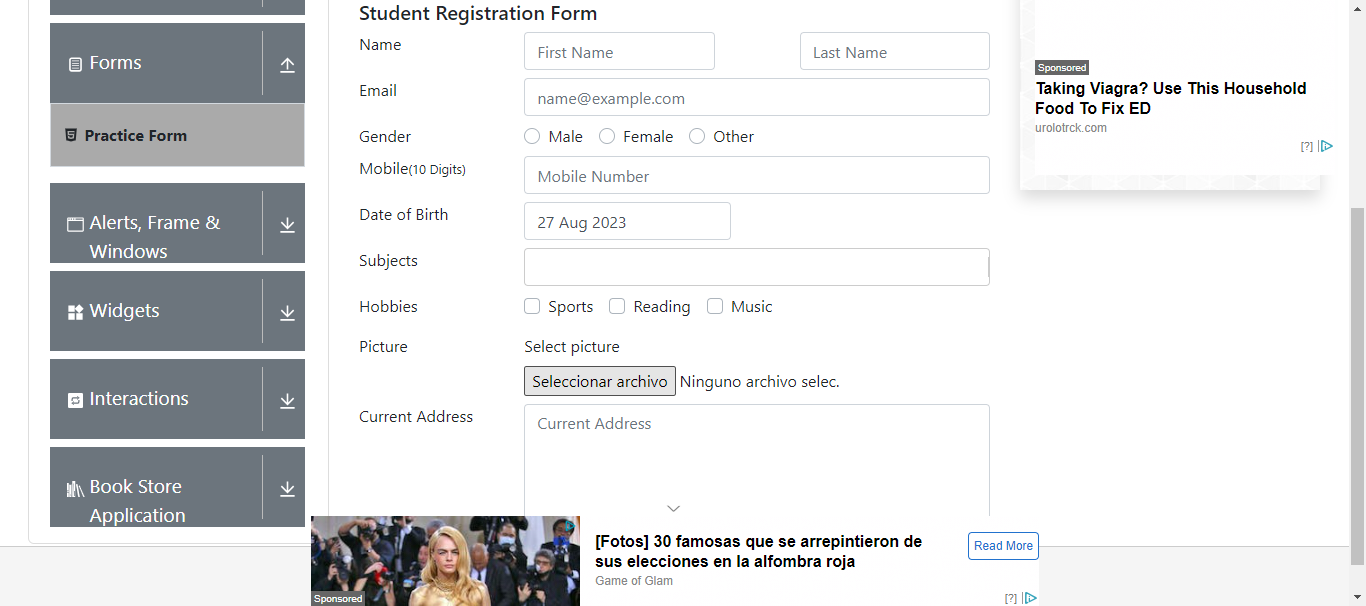 Forms
Practice Form
Alerts, Frame &
Windows
Widgets
Interactions
Book Store
Application
Student Registration Form
Name
First Name
Last Name
Email
name@example.com
Gender
Male
Female
Other
Mobile(10 Digits)
Mobile Number
Date of Birth
27 Aug 2023
Subjects
Hobbies
Sports
Reading
Music
Picture
Select picture
Seleccionar archivo
Ninguno archivo selec.
Current Address
Current Address
Sponsored
Taking Viagra? Use This Household
Food To Fix ED
urolotrck.com
[?]
Sponsored
[Fotos] 30 famosas que se arrepintieron de
sus elecciones en la alfombra roja
Game of Glam
Read More
[?]